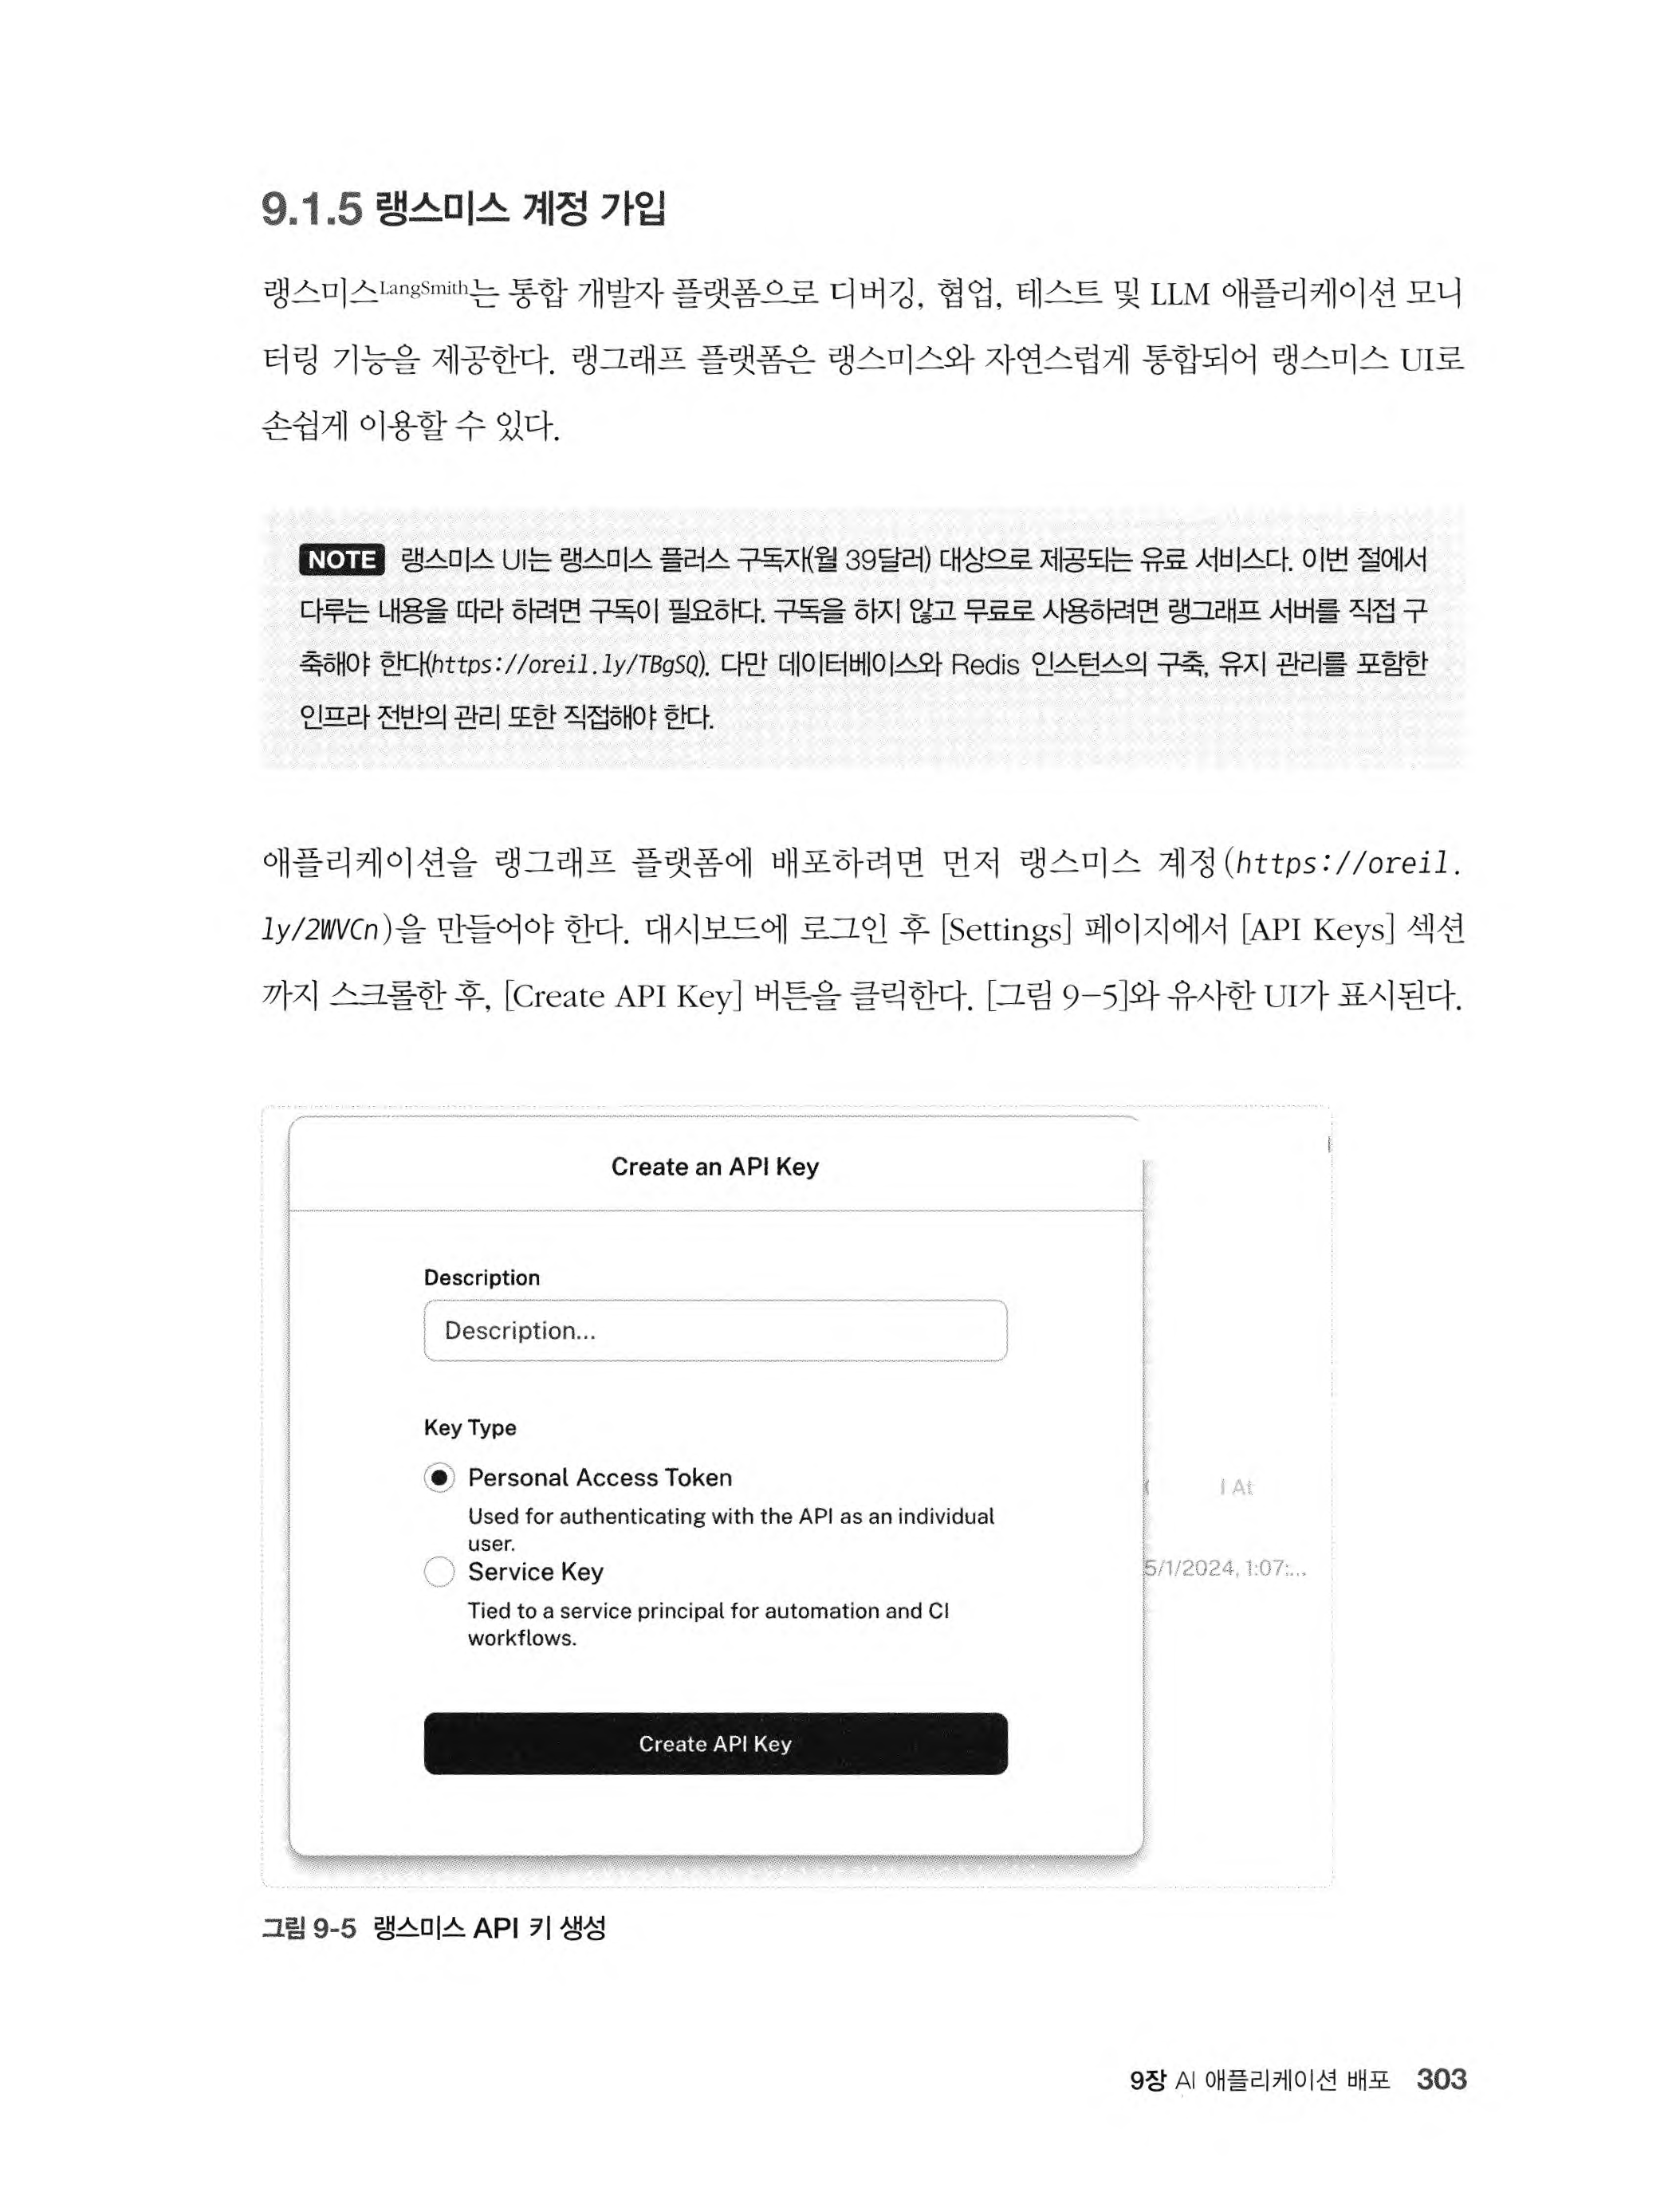 9.1.5 랭스미스 계정 가입
랭스미스LangSmith는 통합 개발자 플랫폼으로 디버깅, 협업, 테스트 및 LLM 애플리케이션 모니
터링 기능을 제공한다. 랭그래프 플랫폼은 랭스미스와 자연스럽게 통합되어 랭스미스 UI로
손쉽게 이용할 수 있다.
NOTE 랭스미스 UI는 랭스미스 플러스 구독자(월 39달러) 대상으로 제공되는 유료 서비스다. 이번 절에서
다루는 내용을 따라 하려면 구독이 필요하다. 구독을 하지 않고 무료로 사용하려면 랭그래프 서버를 직접 구
축해야 한다(https://oreil.ly/TBgSQ). 다만 데이터베이스와 Redis 인스턴스의 구축, 유지 관리를 포함한
인프라 전반의 관리 또한 직접해야 한다.
애플리케이션을 랭그래프 플랫폼에 배포하려면 먼저 랭스미스 계정(https://oreil.
ly/2WVCn)을 만들어야 한다. 대시보드에 로그인 후 [Settings] 페이지에서 [API Keys] 섹션
까지 스크롤한 후, [Create API Key] 버튼을 클릭한다. [그림 9-5]와 유사한 UI가 표시된다.
Create an API Key
Description
Description...
Key Type
Personal Access Token
Used for authenticating with the API as an individual
user.
Service Key
Tied to a service principal for automation and CI
workflows.
Create API Key
At
5/1/2024, 1:07:...
그림 9-5 랭스미스 API 키 생성
9장 AI 애플리케이션 배포 303